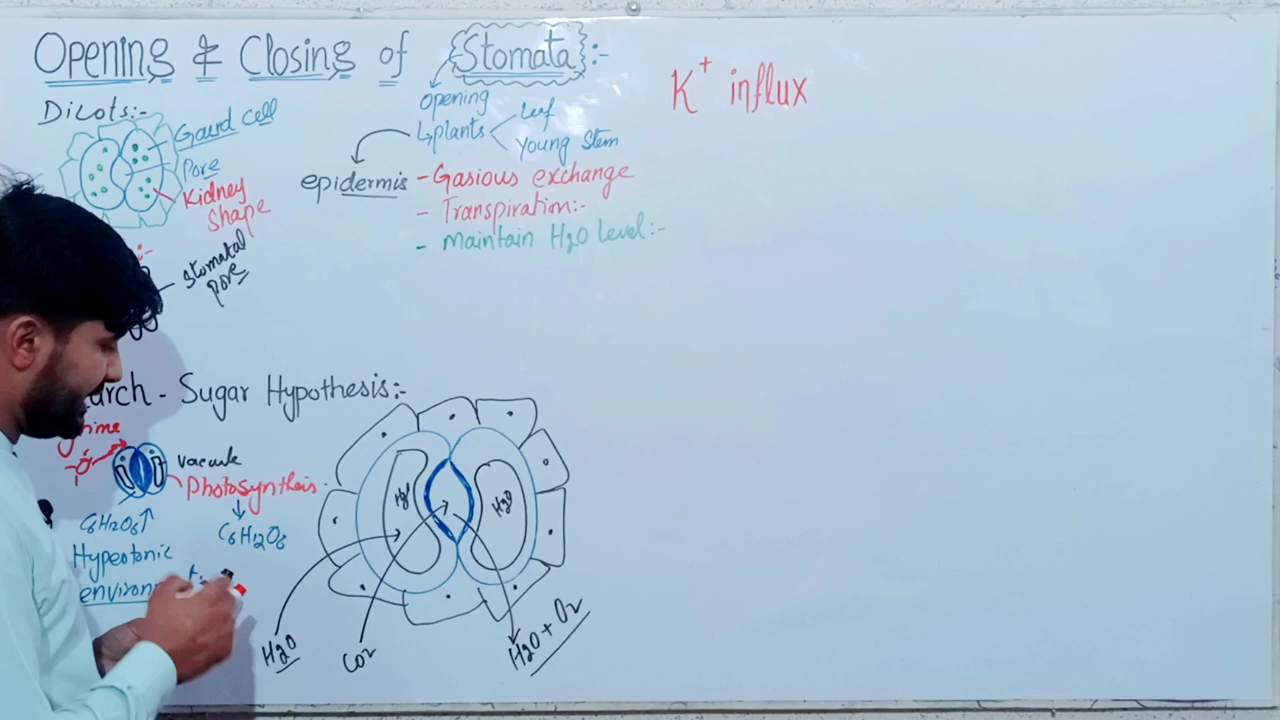 Opening & Closing of Stomata:-
Dicots:-
Gaurd cell
Pore
Kidney
Shape
Stomatal
pore
opening
plants
Leaf
Young Stem
epidermis
- Gasious exchange
- Transpiration:-
- Maintain H2O Level:-
K+ influx
- Sugar Hypothesis:-
vacuole
Photosynthesis
C6H12O6
C6H12O6↑
Hypeotonic
H2O
H2O
H2O
CO2
H2O + O2